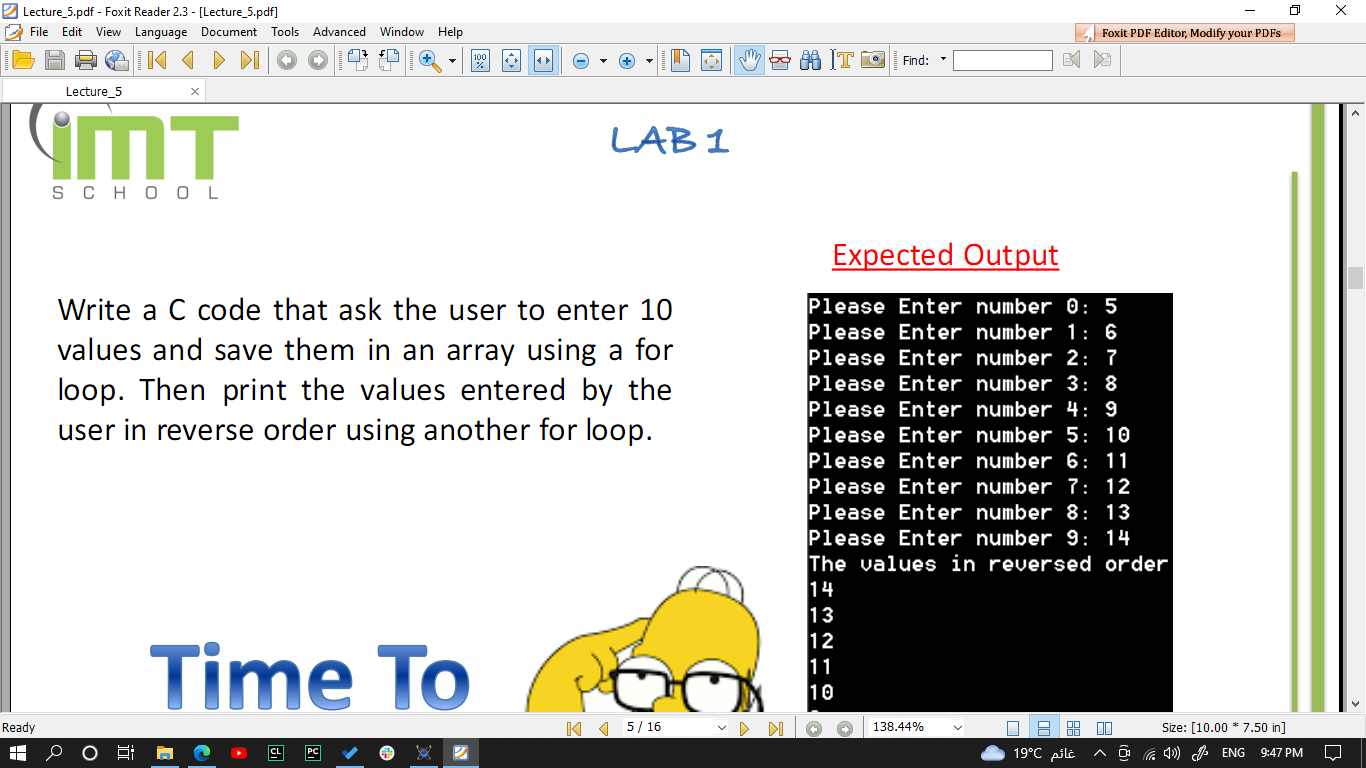 Lecture_5.pdf - Foxit Reader 2.3 - [Lecture_5.pdf]
File Edit View Language Document Tools Advanced Window Help
Foxit PDF Editor, Modify your PDFs
100 %
Find:
Lecture_5
iMT
SCHOOL
LAB 1
Expected Output
Write a C code that ask the user to enter 10
values and save them in an array using a for
loop. Then print the values entered by the
user in reverse order using another for loop.
Please Enter number 0: 5
Please Enter number 1: 6
Please Enter number 2: 7
Please Enter number 3: 8
Please Enter number 4: 9
Please Enter number 5: 10
Please Enter number 6: 11
Please Enter number 7: 12
Please Enter number 8: 13
Please Enter number 9: 14
The values in reversed order
14
13
12
11
10
Time To
Ready
5 / 16
138.44%
Size: [10.00 * 7.50 in]
CL
PC
19°C غائم
ENG
9:47 PM